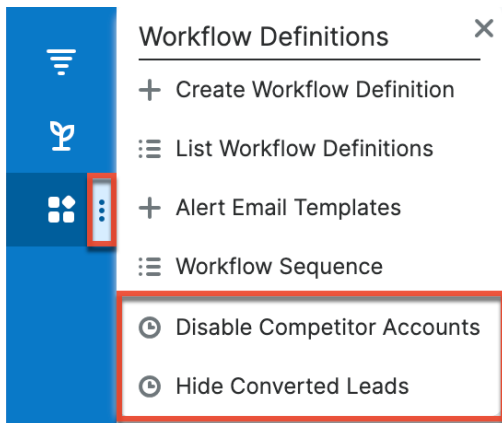 Workflow Definitions
Create Workflow Definition
List Workflow Definitions
Alert Email Templates
Workflow Sequence
Disable Competitor Accounts
Hide Converted Leads